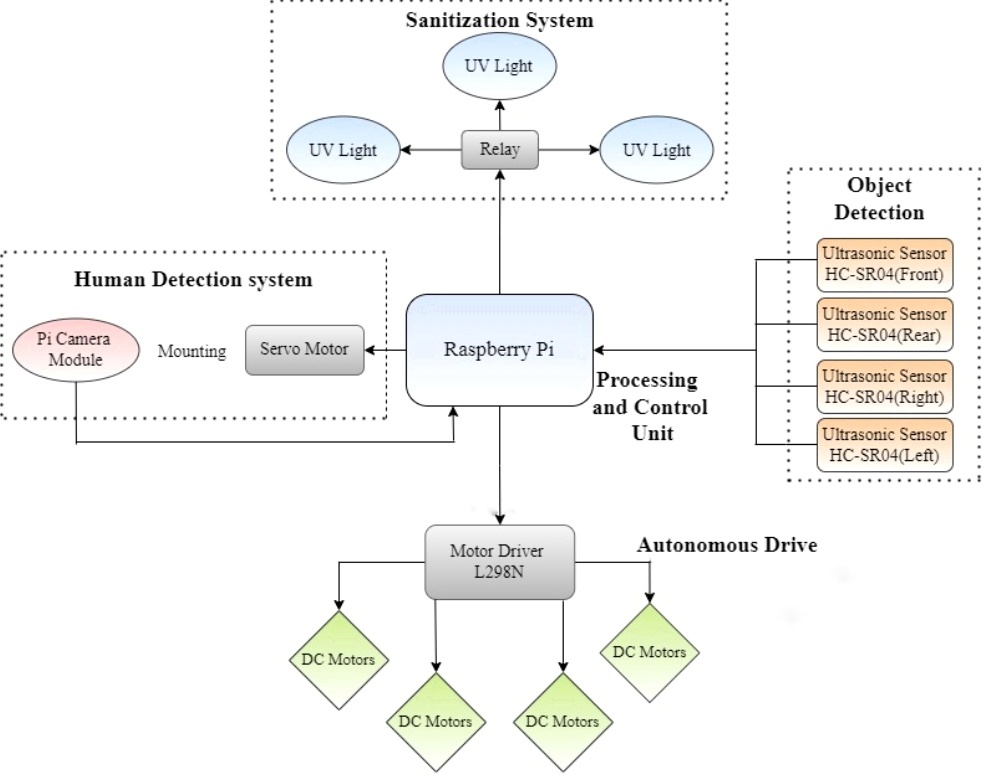 Sanitization System
UV Light
UV Light
Relay
UV Light
Object
Detection
Ultrasonic Sensor
HC-SR04(Front)
Ultrasonic Sensor
HC-SR04(Rear)
Ultrasonic Sensor
HC-SR04(Right)
Ultrasonic Sensor
HC-SR04(Left)
Human Detection system
Pi Camera
Module
Mounting
Servo Motor
Raspberry Pi
Processing
and Control
Unit
Motor Driver
L298N
Autonomous Drive
DC Motors
DC Motors
DC Motors
DC Motors